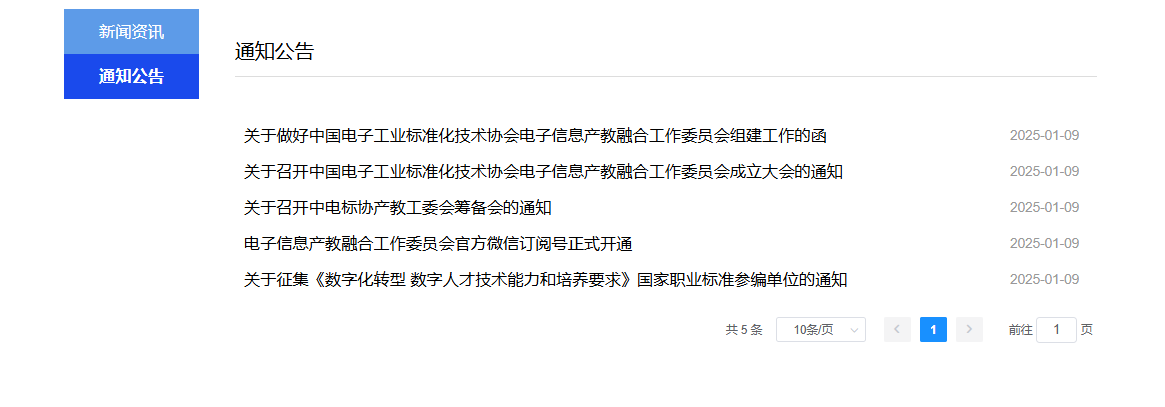 新闻资讯
通知公告
通知公告
关于做好中国电子工业标准化技术协会电子信息产教融合工作委员会组建工作的函 2025-01-09
关于召开中国电子工业标准化技术协会电子信息产教融合工作委员会成立大会的通知 2025-01-09
关于召开中电标协产教工委会筹备会的通知 2025-01-09
电子信息产教融合工作委员会官方微信订阅号正式开通 2025-01-09
关于征集《数字化转型 数字人才技术能力和培养要求》国家职业标准参编单位的通知 2025-01-09
共 5 条 10条/页 1 前往 1 页